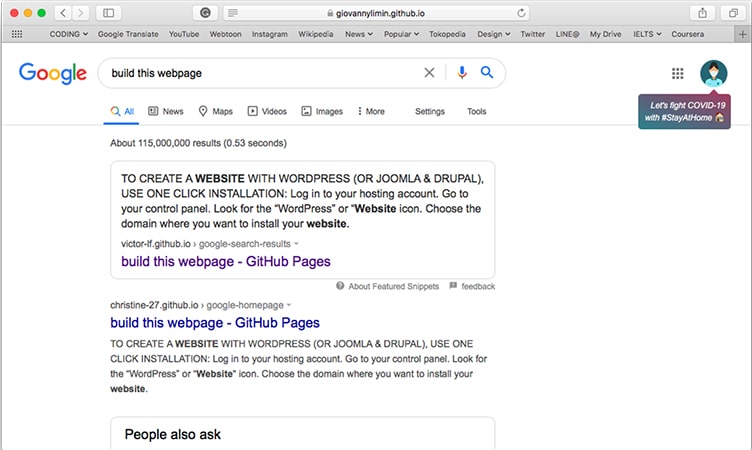 giovannylimin.github.io
CODING Google Translate YouTube Webtoon Instagram Wikipedia News Popular Tokopedia Design Twitter LINE@ My Drive IELTS Coursera
Google
build this webpage
Let's fight COVID-19
with #StayAtHome
All News Maps Videos Images More Settings Tools
About 115,000,000 results (0.53 seconds)
TO CREATE A WEBSITE WITH WORDPRESS (OR JOOMLA & DRUPAL),
USE ONE CLICK INSTALLATION: Log in to your hosting account. Go to
your control panel. Look for the “WordPress” or “Website icon. Choose the
domain where you want to install your website.
victor-lf.github.io › google-search-results
build this webpage - GitHub Pages
About Featured Snippets feedback
christine-27.github.io › google-homepage
build this webpage - GitHub Pages
TO CREATE A WEBSITE WITH WORDPRESS (OR JOOMLA & DRUPAL), USE ONE
CLICK INSTALLATION: Log in to your hosting account. Go to your control panel. Look for
the “WordPress” or “Website” icon. Choose the domain where you want to install your
website.
People also ask